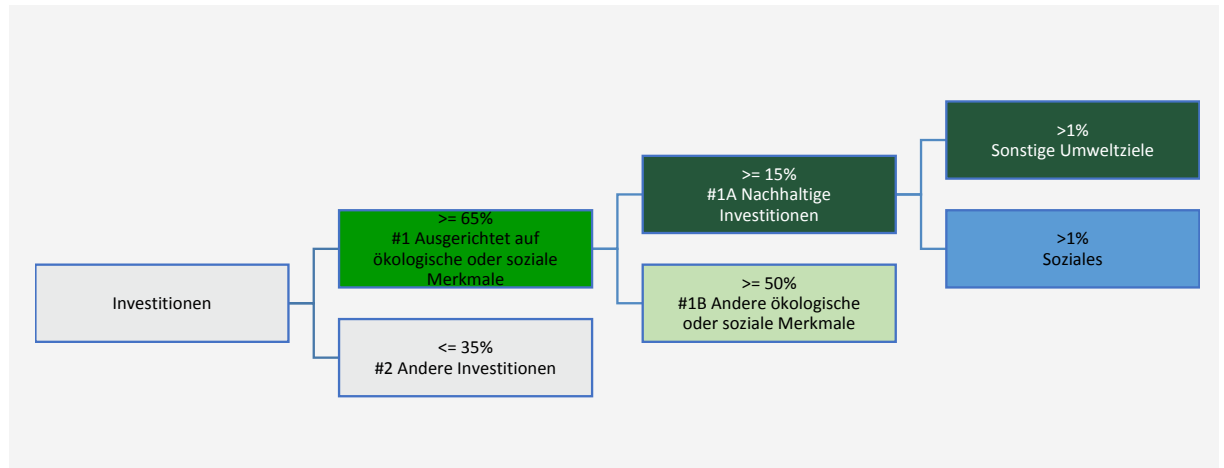 Investitionen
>= 65%
#1 Ausgerichtet auf
ökologische oder soziale
Merkmale
<= 35%
#2 Andere Investitionen
>= 15%
#1A Nachhaltige
Investitionen
>= 50%
#1B Andere ökologische
oder soziale Merkmale
>1%
Sonstige Umweltziele
>1%
Soziales